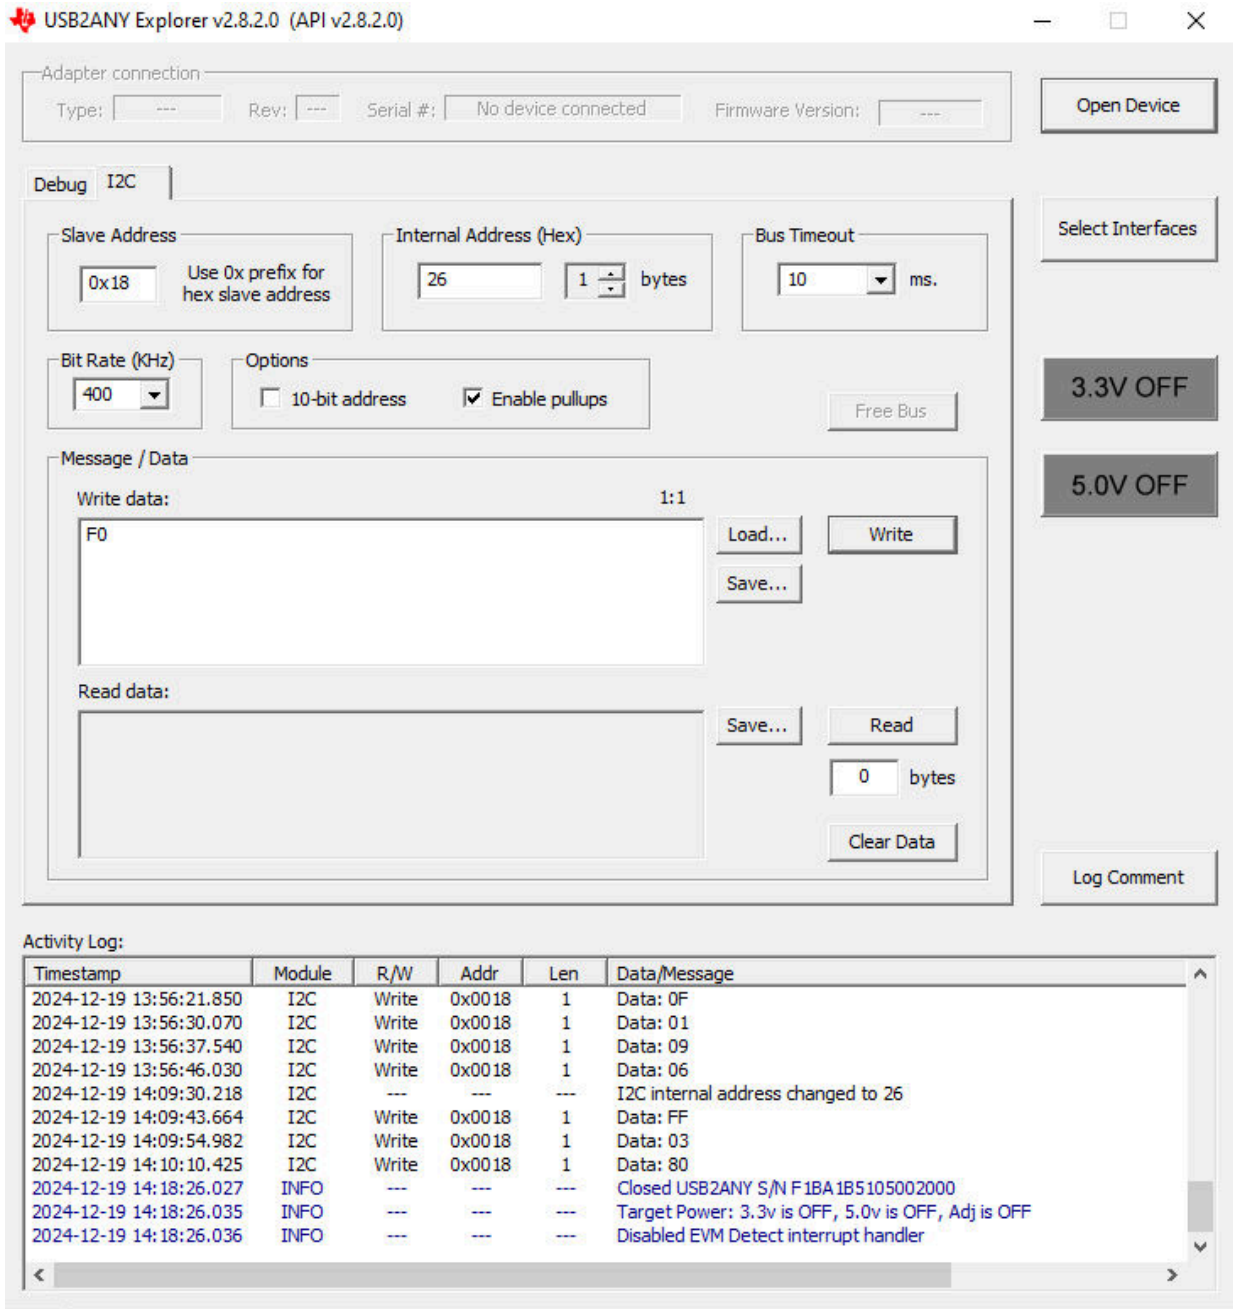 USB2ANY Explorer v2.8.2.0 (API v2.8.2.0)
Adapter connection
Type: --- Rev: --- Serial #: No device connected Firmware Version: ---
Open Device
Debug I2C
Select Interfaces
Slave Address
0x18
Use 0x prefix for
hex slave address
Internal Address (Hex)
26 1 bytes
Bus Timeout
10 ms.
Bit Rate (KHz)
400
Options
10-bit address Enable pullups
Free Bus
3.3V OFF
5.0V OFF
Message / Data
Write data: 1:1
F0
Load... Write
Save...
Read data:
Save... Read
0 bytes
Clear Data
Log Comment
Activity Log:
Timestamp Module R/W Addr Len Data/Message
2024-12-19 13:56:21.850 I2C Write 0x0018 1 Data: 0F
2024-12-19 13:56:30.070 I2C Write 0x0018 1 Data: 01
2024-12-19 13:56:37.540 I2C Write 0x0018 1 Data: 09
2024-12-19 13:56:46.030 I2C Write 0x0018 1 Data: 06
2024-12-19 14:09:30.218 I2C --- --- --- I2C internal address changed to 26
2024-12-19 14:09:43.664 I2C Write 0x0018 1 Data: FF
2024-12-19 14:09:54.982 I2C Write 0x0018 1 Data: 03
2024-12-19 14:10:10.425 I2C Write 0x0018 1 Data: 80
2024-12-19 14:18:26.027 INFO --- --- --- Closed USB2ANY S/N F1BA1B5105002000
2024-12-19 14:18:26.035 INFO --- --- --- Target Power: 3.3v is OFF, 5.0v is OFF, Adj is OFF
2024-12-19 14:18:26.036 INFO --- --- --- Disabled EVM Detect interrupt handler